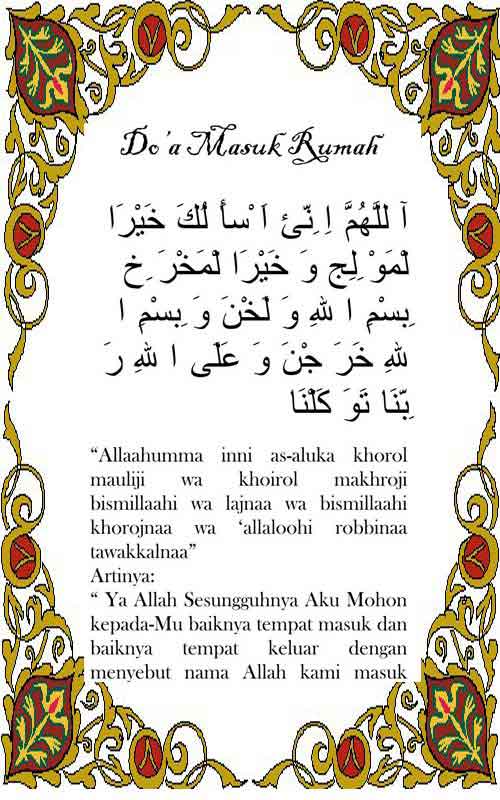 Do'a Masuk Rumah
آ للَّهُمَّ اِ نِّئ اَ سْأ لُكَ خَيْرَا
لْمَوْ لِجِ وَ خَيْرَا لْمَخْرَ جِ
بِسْمِ ا للهِ وَ لَخْنَ وَ بِسْمِ ا
للهِ خَرَ جْنَ وَ عَلَى ا للهِ رَ
بِّنَا تَوَ كَلْنَا
“Allaahumma inni as-aluka khorol
mauliji wa khoirol makhroji
bismillaahi wa lajnaa wa bismillaahi
khorojnaa wa ‘allaloohi robbinaa
tawakkalnaa”
Artinya:
“ Ya Allah Sesungguhnya Aku Mohon
kepada-Mu baiknya tempat masuk dan
baiknya tempat keluar dengan
menyebut nama Allah kami masuk